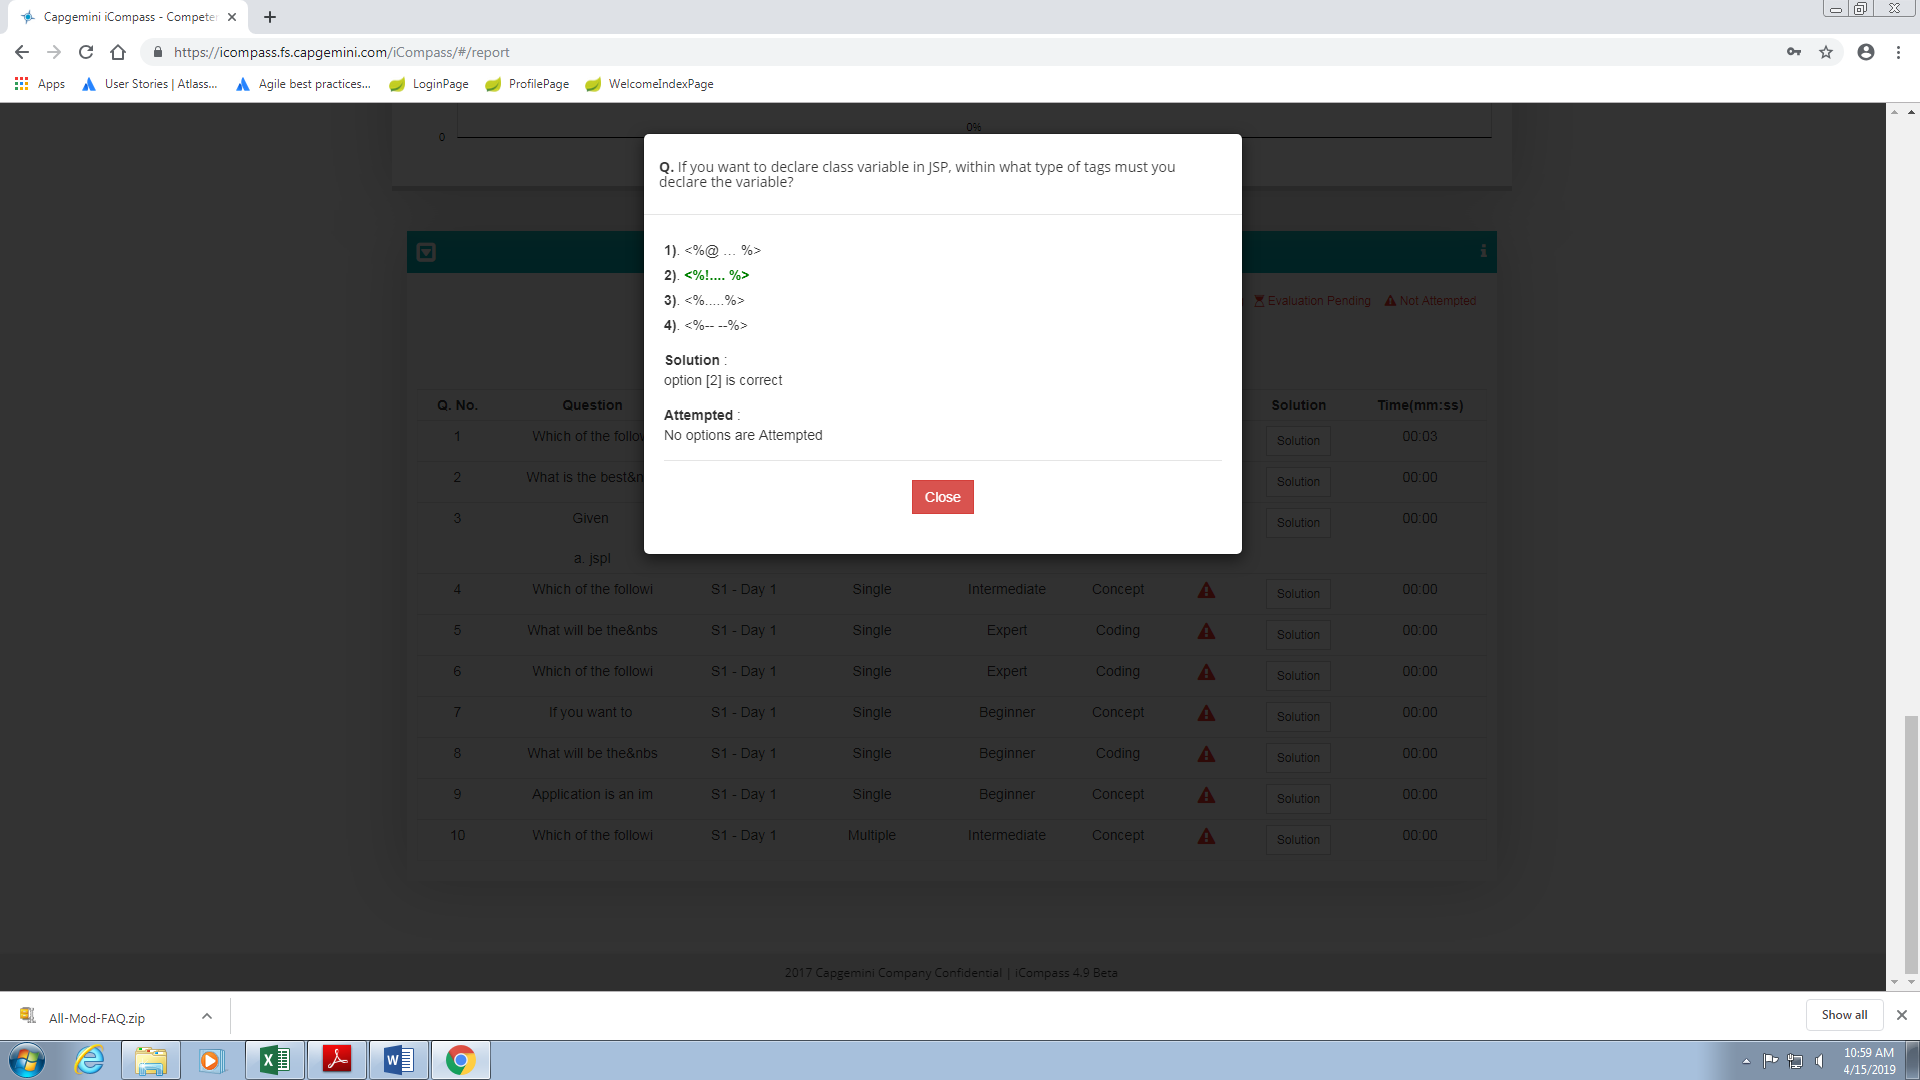 Capgemini iCompass - Competer
https://icompass.fs.capgemini.com/iCompass/#/report
Apps
User Stories | Atlass...
Agile best practices...
LoginPage
ProfilePage
WelcomeIndexPage
0
0%
Q. If you want to declare class variable in JSP, within what type of tags must you
declare the variable?
1). <%@ ... %>
2). <%!.... %>
3). <%.....%>
4). <%-- --%>
Solution :
option [2] is correct
Attempted :
No options are Attempted
Close
Evaluation Pending Not Attempted
Q. No. Question Solution Time(mm:ss)
1 Which of the follow Solution 00:03
2 What is the best&n Solution 00:00
3 Given Solution 00:00
a. jspI
4 Which of the followi S1 - Day 1 Single Intermediate Concept Solution 00:00
5 What will be the&nbs S1 - Day 1 Single Expert Coding Solution 00:00
6 Which of the followi S1 - Day 1 Single Expert Coding Solution 00:00
7 If you want to S1 - Day 1 Single Beginner Concept Solution 00:00
8 What will be the&nbs S1 - Day 1 Single Beginner Coding Solution 00:00
9 Application is an im S1 - Day 1 Single Beginner Concept Solution 00:00
10 Which of the followi S1 - Day 1 Multiple Intermediate Concept Solution 00:00
2017 Capgemini Company Confidential | iCompass 4.9 Beta
All-Mod-FAQ.zip
Show all
10:59 AM
4/15/2019